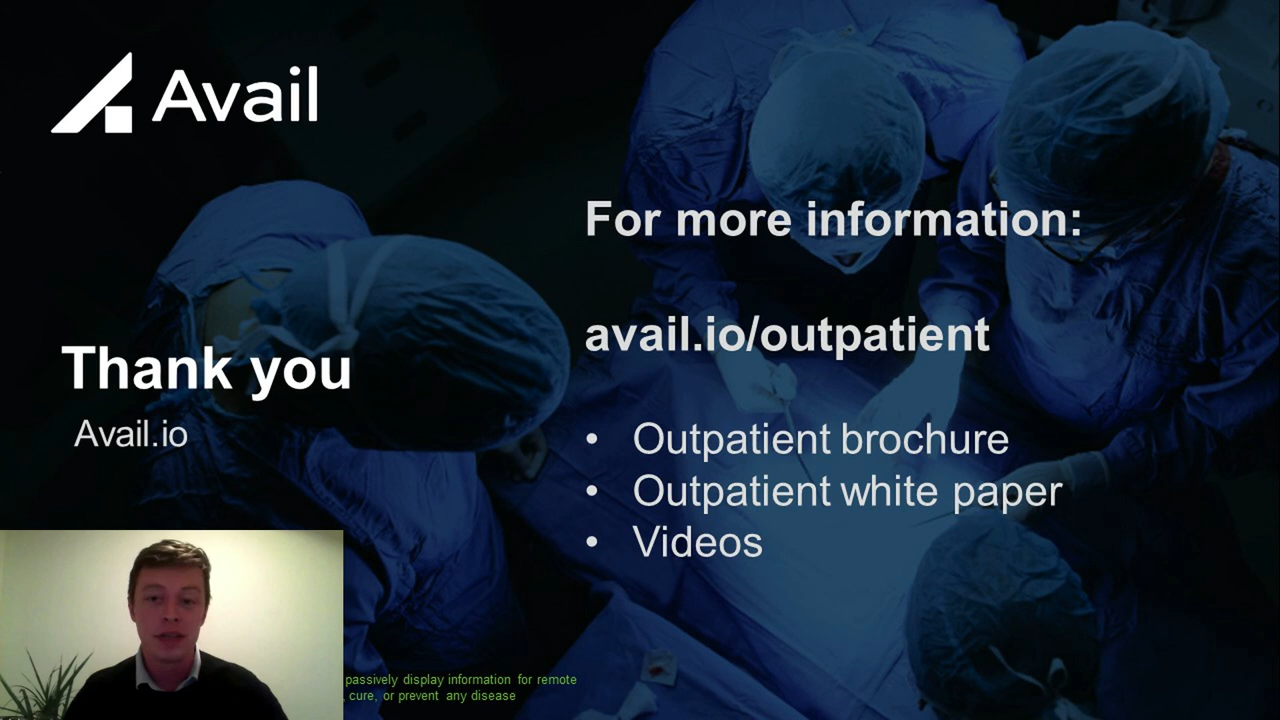 Avail
Thank you
Avail.io
For more information:
avail.io/outpatient
• Outpatient brochure
• Outpatient white paper
• Videos
passively display information for remote
, cure, or prevent any disease